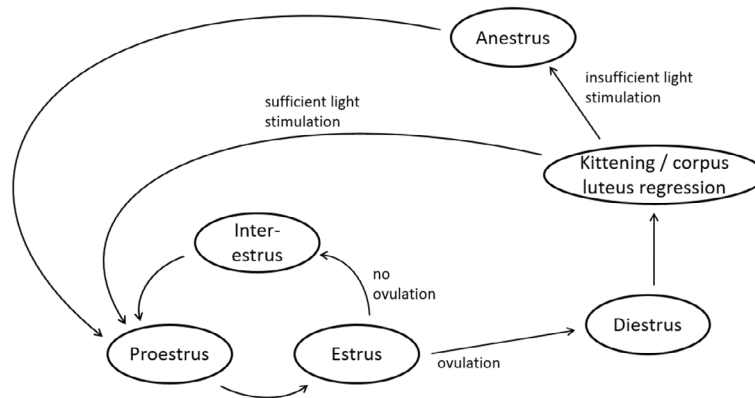 Anestrus
insufficient light
stimulation
sufficient light
stimulation
Kittening / corpus
luteus regression
Inter-
estrus
no
ovulation
Diestrus
Proestrus
Estrus
ovulation